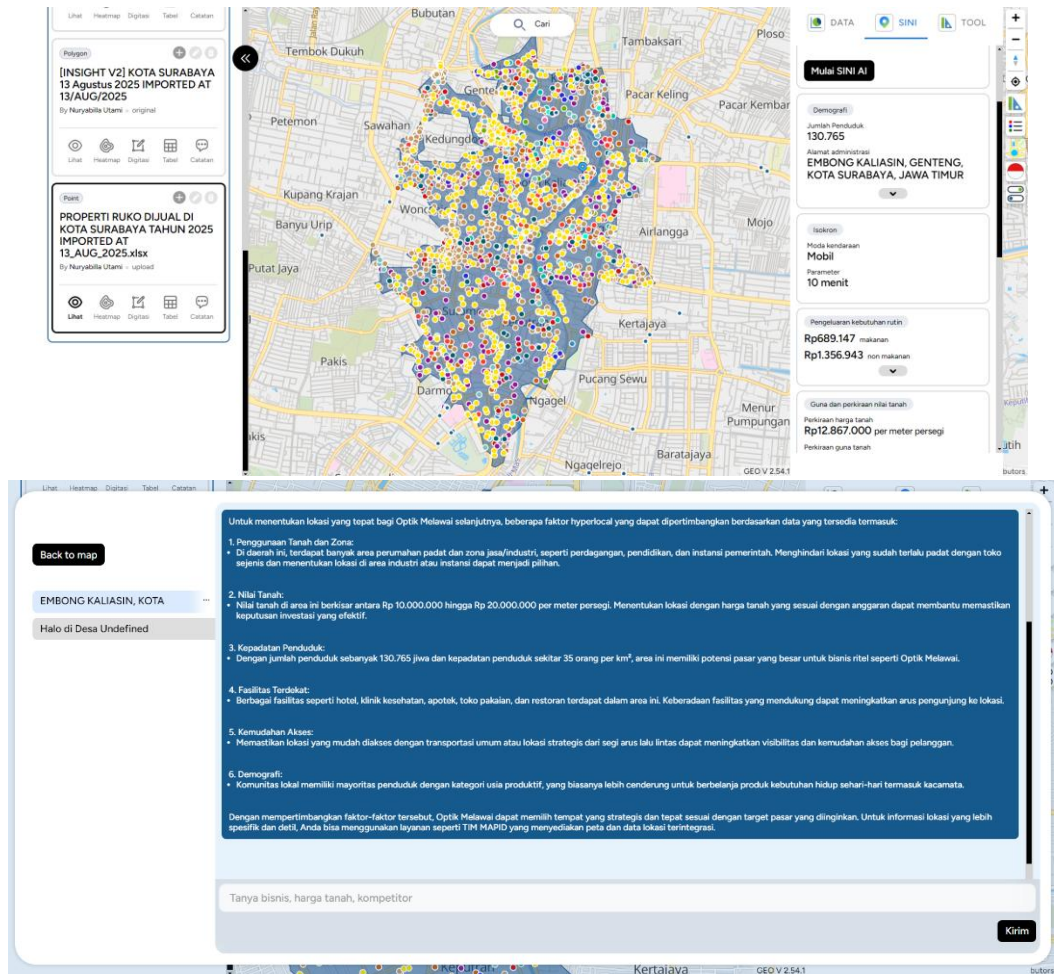 Lihat Heatmap Digitasi Tabel Catatan
Polygon
[INSIGHT V2] KOTA SURABAYA
13 Agustus 2025 IMPORTED AT
13/AUG/2025
By Nuryabilla Utami - original
Lihat Heatmap Digitasi Tabel Catatan
Point
PROPERTI RUKO DIJUAL DI
KOTA SURABAYA TAHUN 2025
IMPORTED AT
13_AUG_2025.xlsx
By Nuryabilla Utami - upload
Lihat Heatmap Digitasi Tabel Catatan
Bubutan
Cari
Tambaksari
Ploso
Tembok Dukuh
Pacar Keling
Pacar Kembar
Petemon
Sawahan
Kupang Krajan
Banyu Urip
Airlangga
Mojo
Putat Jaya
Kertajaya
Pakis
Pucang Sewu
Darmo
Ngagel
Menur
Pumpungan
Baratajaya
Ngagelrejo
GEO V 2.54.1
DATA
SINI
TOOL
Mulai SINI AI
Demografi
Jumlah Penduduk
130.765
Alamat administrasi
EMBONG KALIASIN, GENTENG,
KOTA SURABAYA, JAWA TIMUR
Isokron
Moda kendaraan
Mobil
Parameter
10 menit
Pengeluaran kebutuhan rutin
Rp689.147 makanan
Rp1.356.943 non makanan
Guna dan perkiraan nilai tanah
Perkiraan harga tanah
Rp12.867.000 per meter persegi
Perkiraan guna tanah
butors
Lihat Heatmap Digitasi Tabel Catatan
Back to map
EMBONG KALIASIN, KOTA ...
Halo di Desa Undefined
Untuk menentukan lokasi yang tepat bagi Optik Melawai selanjutnya, beberapa faktor hyperlocal yang dapat dipertimbangkan berdasarkan data yang tersedia termasuk:
1. Penggunaan Tanah dan Zona:
• Di daerah ini, terdapat banyak area perumahan padat dan zona jasa/industri, seperti perdagangan, pendidikan, dan instansi pemerintah. Menghindari lokasi yang sudah terlalu padat dengan toko
sejenis dan menentukan lokasi di area industri atau instansi dapat menjadi pilihan.
2. Nilai Tanah:
• Nilai tanah di area ini berkisar antara Rp 10.000.000 hingga Rp 20.000.000 per meter persegi. Menentukan lokasi dengan harga tanah yang sesuai dengan anggaran dapat membantu memastikan
keputusan investasi yang efektif.
3. Kepadatan Penduduk:
• Dengan jumlah penduduk sebanyak 130.765 jiwa dan kepadatan penduduk sekitar 35 orang per km², area ini memiliki potensi pasar yang besar untuk bisnis ritel seperti Optik Melawai.
4. Fasilitas Terdekat:
• Berbagai fasilitas seperti hotel, klinik kesehatan, apotek, toko pakaian, dan restoran terdapat dalam area ini. Keberadaan fasilitas yang mendukung dapat meningkatkan arus pengunjung ke lokasi.
5. Kemudahan Akses:
• Memastikan lokasi yang mudah diakses dengan transportasi umum atau lokasi strategis dari segi arus lalu lintas dapat meningkatkan visibilitas dan kemudahan akses bagi pelanggan.
6. Demografi:
• Komunitas lokal memiliki mayoritas penduduk dengan kategori usia produktif, yang biasanya lebih cenderung untuk berbelanja produk kebutuhan hidup sehari-hari termasuk kacamata.
Dengan mempertimbangkan faktor-faktor tersebut, Optik Melawai dapat memilih tempat yang strategis dan tepat sesuai dengan target pasar yang diinginkan. Untuk informasi lokasi yang lebih
spesifik dan detil, Anda bisa menggunakan layanan seperti TIM MAPID yang menyediakan peta dan data lokasi terintegrasi.
Tanya bisnis, harga tanah, kompetitor
Kirim
Kertajaya
GEO V 2.54.1
butors